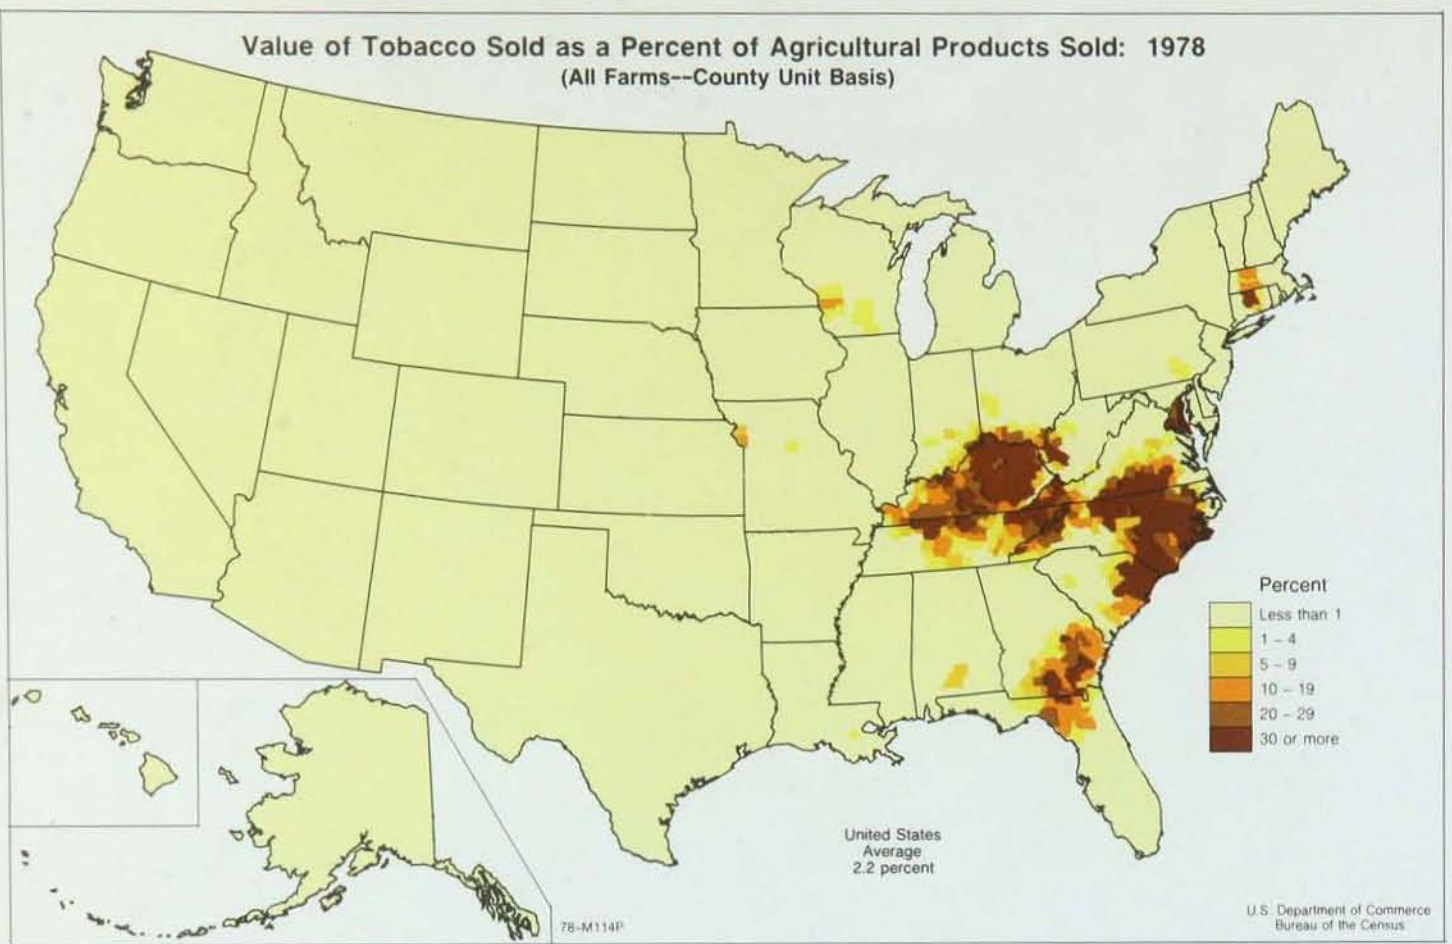 Value of Tobacco Sold as a Percent of Agricultural Products Sold: 1978
(All Farms--County Unit Basis)
Percent
Less than 1
1 - 4
5 - 9
10 - 19
20 - 29
30 or more
United States
Average
2.2 percent
78-M114P
U.S. Department of Commerce
Bureau of the Census